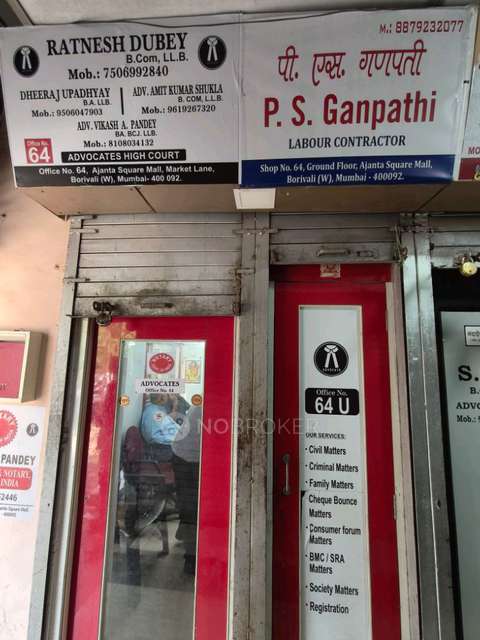 RATNESH DUBEY
B.Com, LL.B.
Mob.: 7506992840
DHEERAJ UPADHYAY
B.A. LLB.
Mob.: 9506047903
ADV. AMIT KUMAR SHUKLA
B. COM, L.L.B.
Mob.: 9619267320
ADV. VIKASH A. PANDEY
BA. BCJ. LLB.
Mob.: 8108034132
Office No.
64
ADVOCATES HIGH COURT
Office No. 64, Ajanta Square Mall, Market Lane,
Borivali (W), Mumbai- 400 092.
M.: 8879232077
पी. एस. गणपती
P. S. Ganpathi
LABOUR CONTRACTOR
Shop No. 64, Ground Floor, Ajanta Square Mall,
Borivali (W), Mumbai - 400092.
NOTARY
ADVOCATES
Office No. 64
NOBROKER
ADVOCATE
Office No.
64 U
OUR SERVICES:
• Civil Matters
• Criminal Matters
• Family Matters
• Cheque Bounce
Matters
• Consumer forum
Matters
• BMC / SRA
Matters
• Society Matters
• Registration
PANDEY
NOTARY,
INDIA
2446
S.